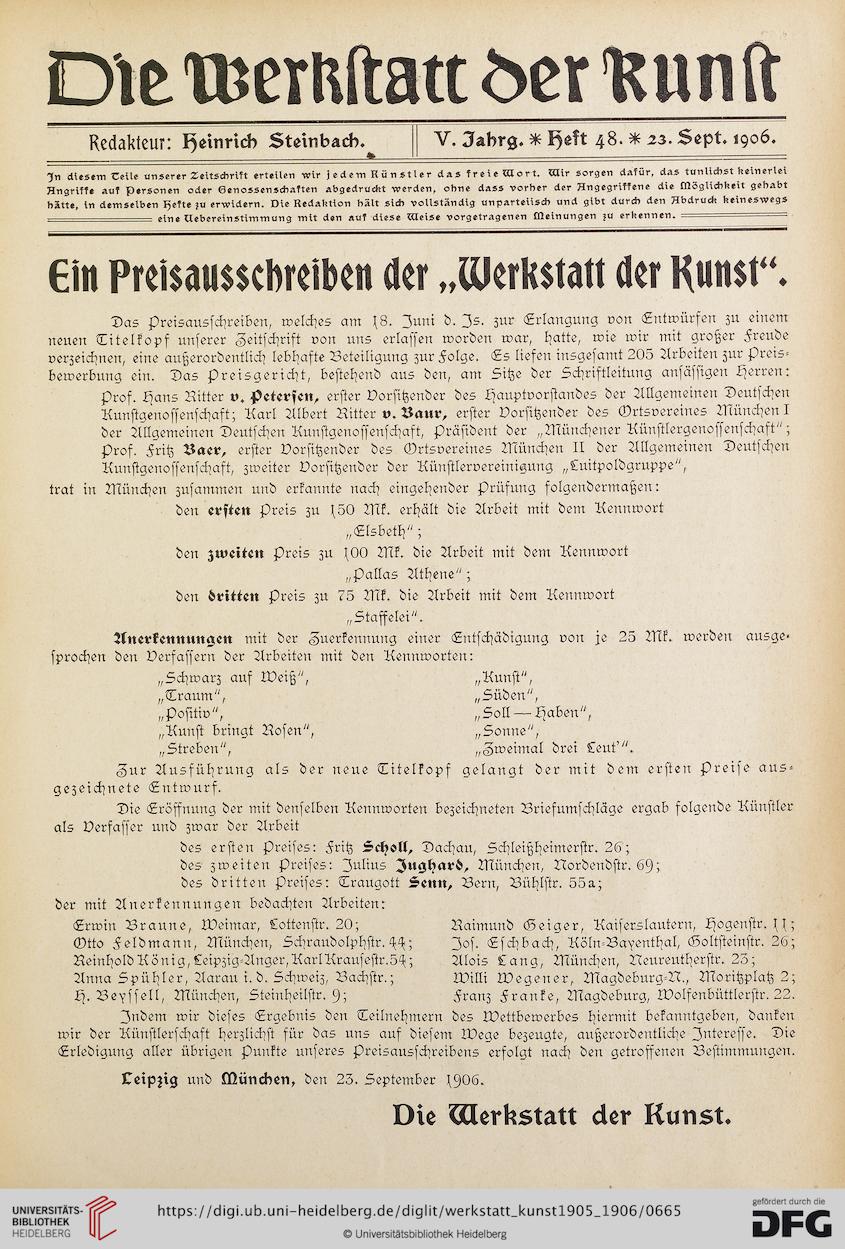 Die Werkstatt der Kunst
Redakteur: Heinrich Steinbach.
V. Jahrg. * Heft 48. * 23. Sept. 1906.
In diesem Teile unserer Zeitschrift erteilen wir jedem Künstler das freie Wort. Wir sorgen dafür, das tunlichst keinerlei
Angriffe auf Personen oder Genossenschaften abgedruckt werden, ohne dass vorher der Angegriffene die Möglichkeit gehabt
hätte, in demselben Hefte zu erwidern. Die Redaktion hält sich vollständig unparteiisch und gibt durch den Abdruck keineswegs
eine Uebereinstimmung mit den auf diese Weise vorgetragenen Meinungen zu erkennen.
Ein Preisausschreiben der „Werkstatt der Kunst“.
Das Preisausschreiben, welches am 18. Juni d. Js. zur Erlangung von Entwürfen zu einem
neuen Titelkopf unserer Zeitschrift von uns erlassen worden war, hatte, wie wir mit großer Freude
verzeichnen, eine außerordentlich lebhafte Beteiligung zur Folge. Es liefen insgesamt 205 Arbeiten zur Preis-
bewerbung ein. Das Preisgericht, bestehend aus den, am Sitze der Schriftleitung ansässigen Herren:
Prof. Hans Ritter v. Petersen, erster Vorsitzender des Hauptvorstandes der Allgemeinen Deutschen
Kunstgenossenschaft; Karl Albert Ritter v. Baur, erster Vorsitzender des Ortsvereines München I
der Allgemeinen Deutschen Kunstgenossenschaft, Präsident der „Münchener Künstlergenossenschaft“;
Prof. Fritz Baer, erster Vorsitzender des Ortsvereines München II der Allgemeinen Deutschen
Kunstgenossenschaft, zweiter Vorsitzender der Künstlervereinigung „Luitpoldgruppe“,
trat in München zusammen und erkannte nach eingehender Prüfung folgendermaßen:
den ersten Preis zu 150 Mk. erhält die Arbeit mit dem Kennwort
„Elsbeth“;
den zweiten Preis zu 100 Mk. die Arbeit mit dem Kennwort
„Pallas Athene“;
den dritten Preis zu 75 Mk. die Arbeit mit dem Kennwort
„Staffelei“.
Anerkennungen mit der Zuerkennung einer Entschädigung von je 25 Mk. werden ausge-
sprochen den Verfassern der Arbeiten mit den Kennworten:
„Schwarz auf Weiß“,
„Traum“,
„Positiv“,
„Kunst bringt Rosen“,
„Streben“,
„Kunst“,
„Süden“,
„Soll — Haben“,
„Sonne“,
„Zweimal drei Leut'“.
Zur Ausführung als der neue Titelkopf gelangt der mit dem ersten Preise aus-
gezeichnete Entwurf.
Die Eröffnung der mit denselben Kennworten bezeichneten Briefumschläge ergab folgende Künstler
als Verfasser und zwar der Arbeit
des ersten Preises: Fritz Scholl, Dachau, Schleißheimerstr. 26;
des zweiten Preises: Julius Jughard, München, Nordendstr. 69;
des dritten Preises: Traugott Senn, Bern, Bühlstr. 55a;
der mit Anerkennungen bedachten Arbeiten:
Erwin Braune, Weimar, Lottenstr. 20;
Otto Feldmann, München, Schraudolphstr. 44;
Reinhold König, Leipzig-Anger, Karl Krausestr. 54;
Anna Spühler, Aarau i. d. Schweiz, Bachstr.;
H. Beyssell, München, Steinheilstr. 9;
Raimund Geiger, Kaiserslautern, Hogenstr. 11;
Jos. Eschbach, Köln-Bayenthal, Goltsteinstr. 26;
Alois Lang, München, Neureutherstr. 23;
Willi Wegener, Magdeburg-N., Moritzplatz 2;
Franz Franke, Magdeburg, Wolfenbüttlerstr. 22.
Indem wir dieses Ergebnis den Teilnehmern des Wettbewerbes hiermit bekanntgeben, danken
wir der Künstlerschaft herzlichst für das uns auf diesem Wege bezeugte, außerordentliche Interesse. Die
Erledigung aller übrigen Punkte unseres Preisausschreibens erfolgt nach den getroffenen Bestimmungen.
Leipzig und München, den 23. September 1906.
Die Werkstatt der Kunst.
UNIVERSITÄTS-
BIBLIOTHEK
HEIDELBERG
https://digi.ub.uni-heidelberg.de/diglit/werkstatt_kunst1905_1906/0665
© Universitätsbibliothek Heidelberg
gefördert durch die
DFG